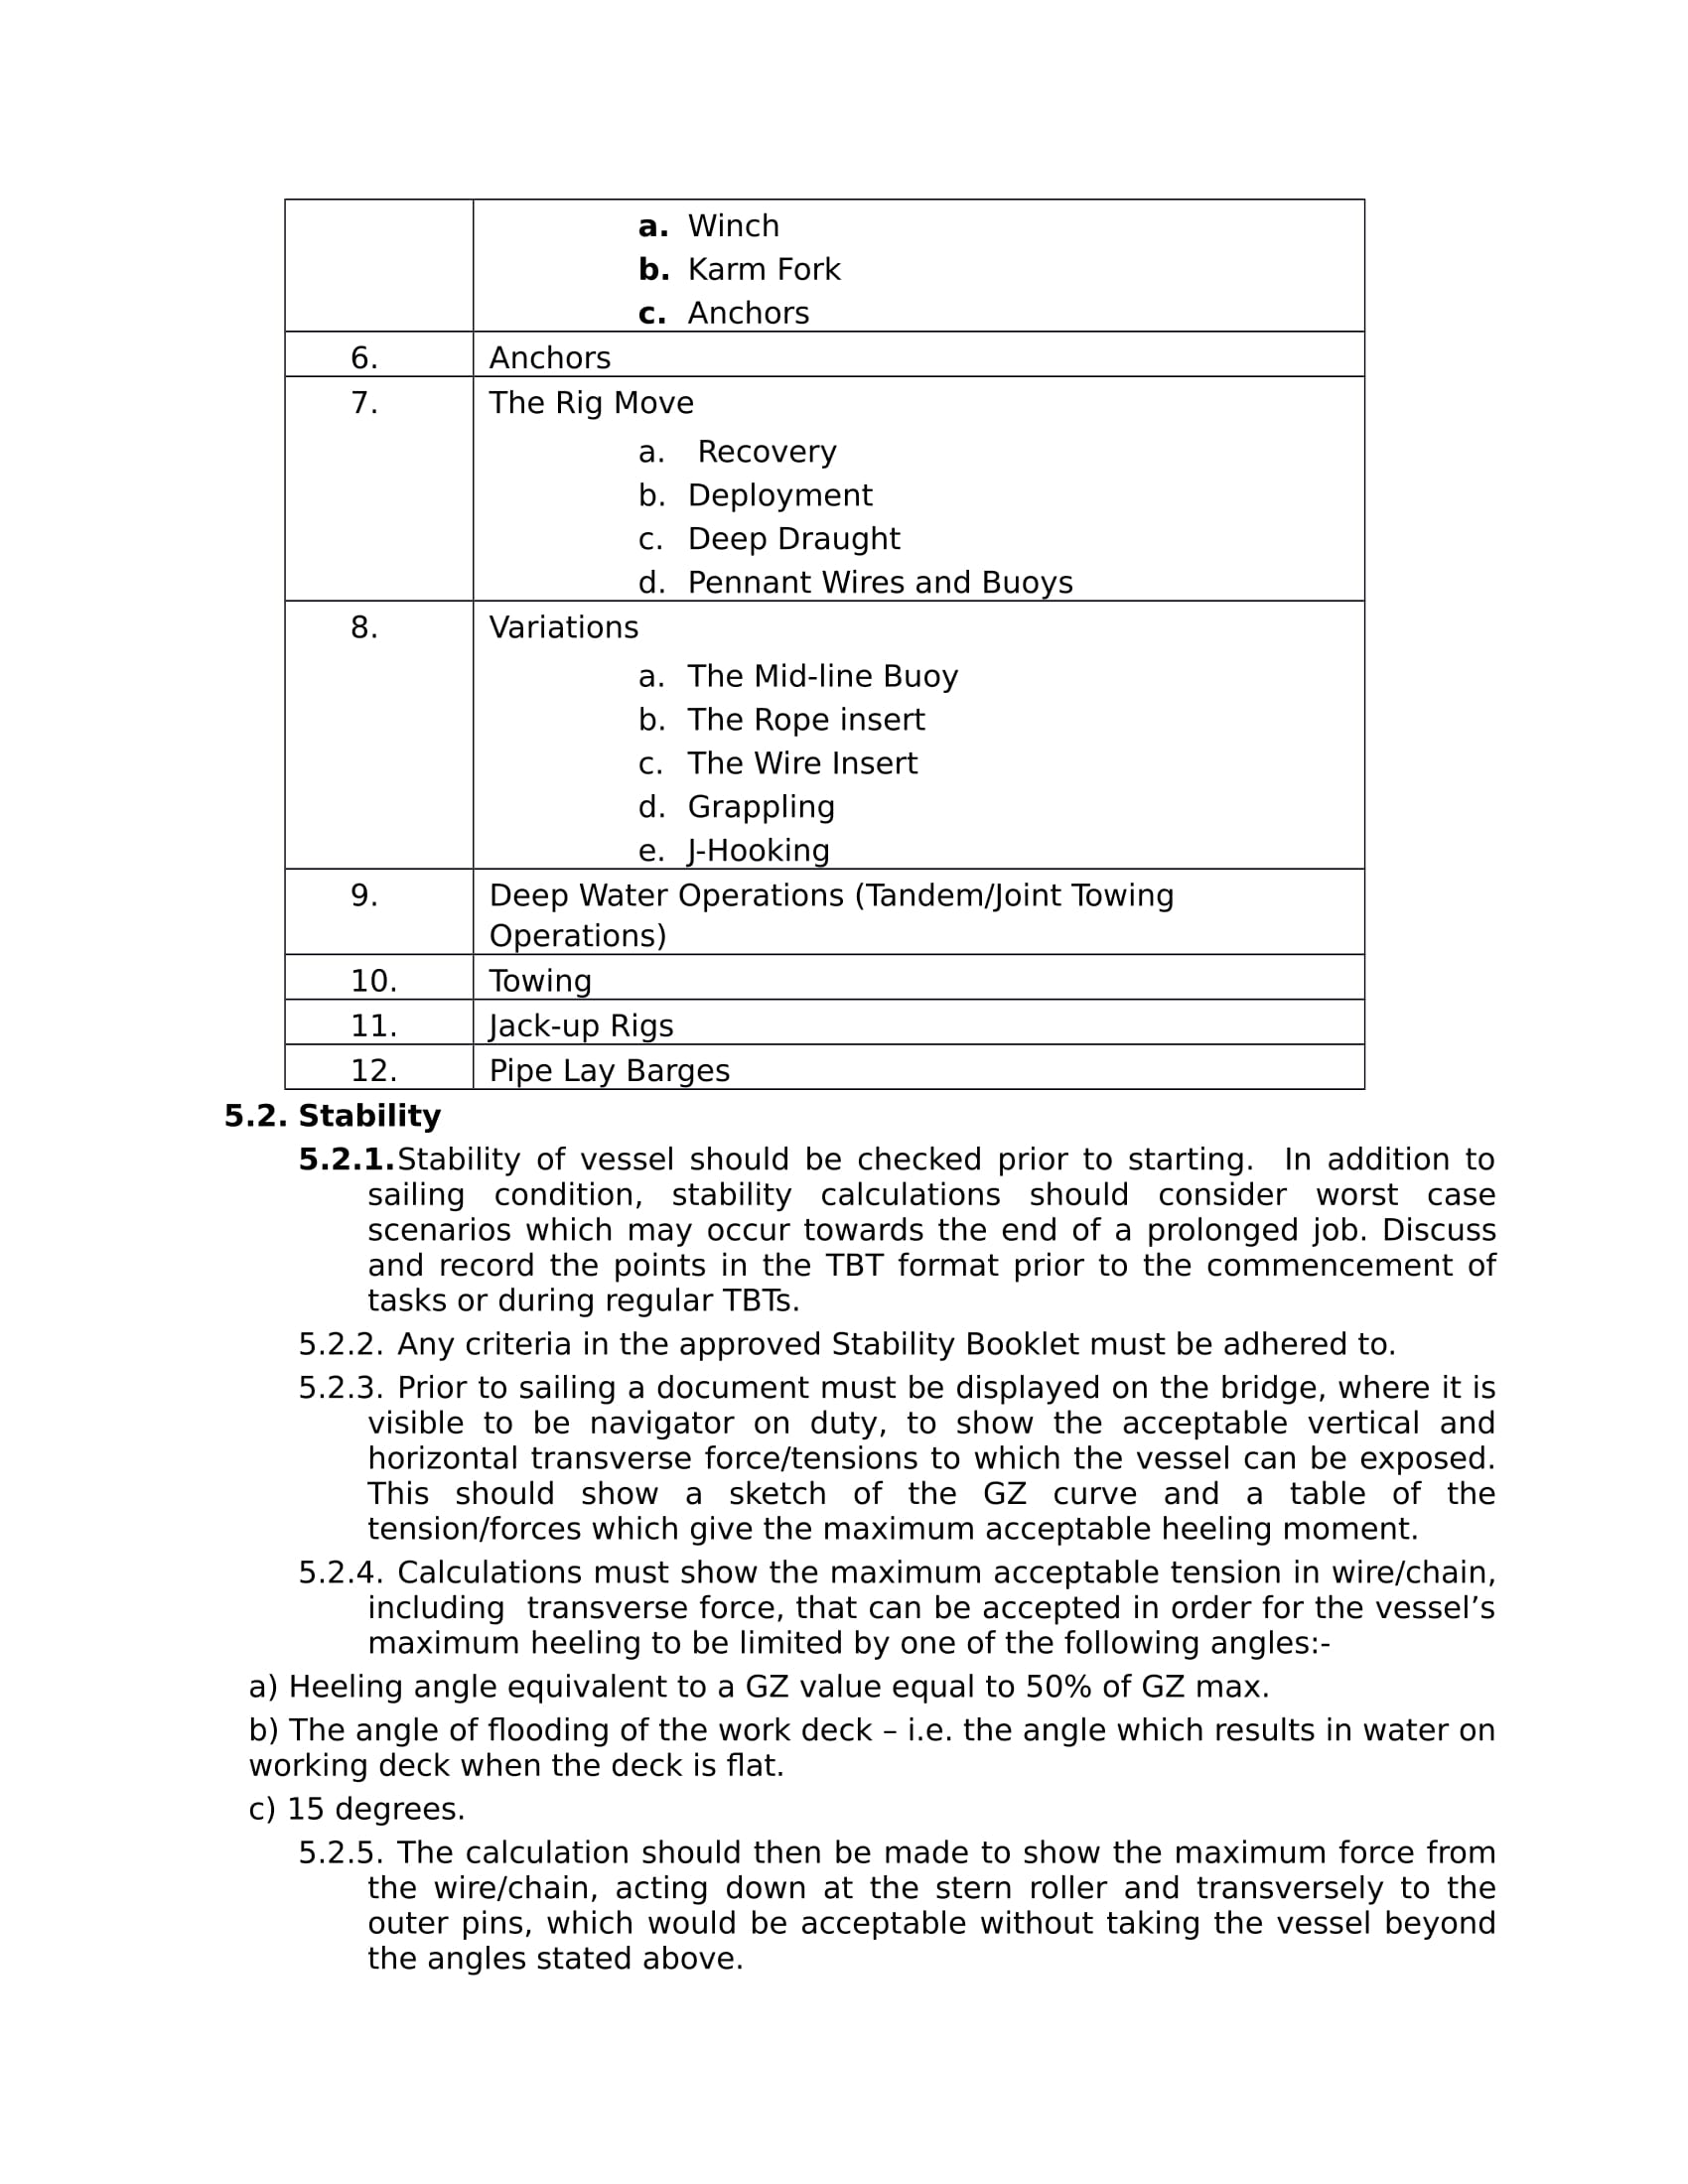 a. Winch
b. Karm Fork
c. Anchors
6. Anchors
7. The Rig Move
a. Recovery
b. Deployment
c. Deep Draught
d. Pennant Wires and Buoys
8. Variations
a. The Mid-line Buoy
b. The Rope insert
c. The Wire Insert
d. Grappling
e. J-Hooking
9. Deep Water Operations (Tandem/Joint Towing
Operations)
10. Towing
11. Jack-up Rigs
12. Pipe Lay Barges
5.2. Stability
5.2.1.Stability of vessel should be checked prior to starting.  In addition to
sailing condition, stability calculations should consider worst case
scenarios which may occur towards the end of a prolonged job. Discuss
and record the points in the TBT format prior to the commencement of
tasks or during regular TBTs.
5.2.2. Any criteria in the approved Stability Booklet must be adhered to.
5.2.3. Prior to sailing a document must be displayed on the bridge, where it is
visible to be navigator on duty, to show the acceptable vertical and
horizontal transverse force/tensions to which the vessel can be exposed.
This should show a sketch of the GZ curve and a table of the
tension/forces which give the maximum acceptable heeling moment.
5.2.4. Calculations must show the maximum acceptable tension in wire/chain,
including  transverse force, that can be accepted in order for the vessel’s
maximum heeling to be limited by one of the following angles:-
a) Heeling angle equivalent to a GZ value equal to 50% of GZ max.
b) The angle of flooding of the work deck – i.e. the angle which results in water on
working deck when the deck is flat.
c) 15 degrees.
5.2.5. The calculation should then be made to show the maximum force from
the wire/chain, acting down at the stern roller and transversely to the
outer pins, which would be acceptable without taking the vessel beyond
the angles stated above.